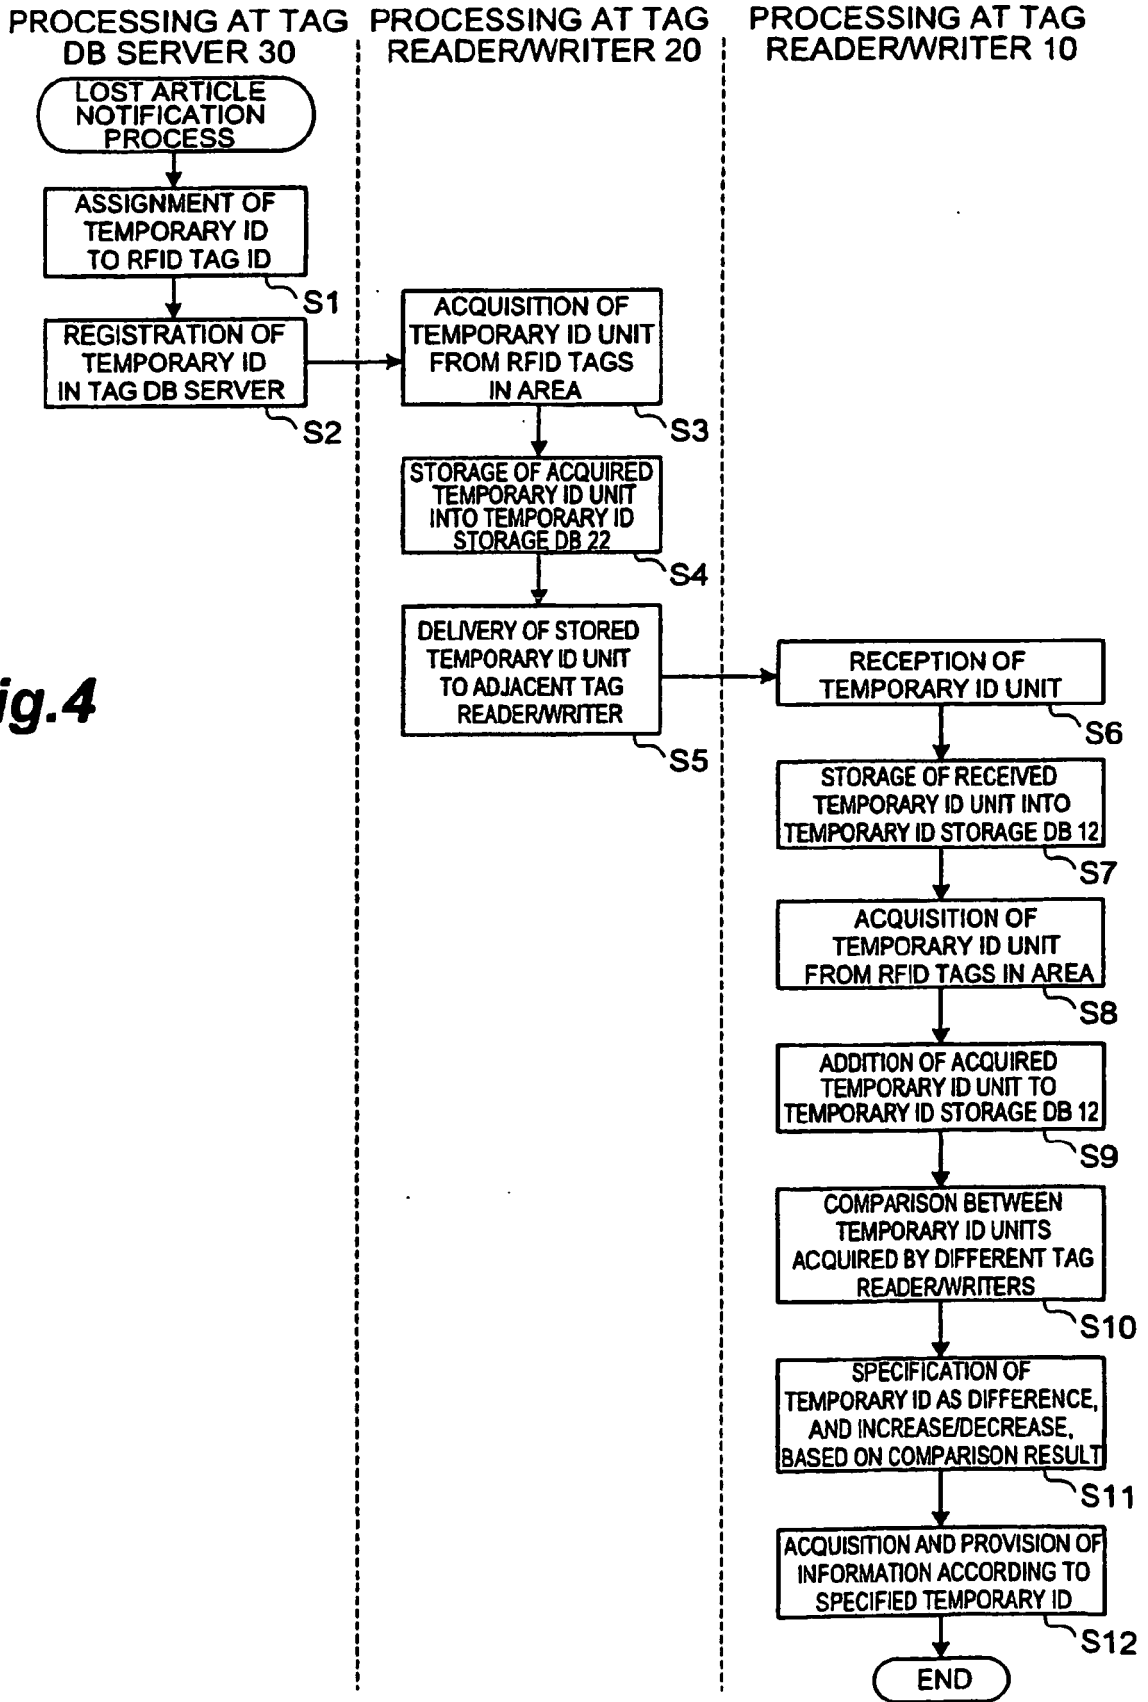 PROCESSING AT TAG
DB SERVER 30
LOST ARTICLE
NOTIFICATION
PROCESS
ASSIGNMENT OF
TEMPORARY ID
TO RFID TAG ID
S1
REGISTRATION OF
TEMPORARY ID
IN TAG DB SERVER
S2
PROCESSING AT TAG
READER/WRITER 20
ACQUISITION OF
TEMPORARY ID UNIT
FROM RFID TAGS
IN AREA
S3
STORAGE OF ACQUIRED
TEMPORARY ID UNIT
INTO TEMPORARY ID
STORAGE DB 22
S4
DELIVERY OF STORED
TEMPORARY ID UNIT
TO ADJACENT TAG
READER/WRITER
S5
PROCESSING AT TAG
READER/WRITER 10
RECEPTION OF
TEMPORARY ID UNIT
S6
STORAGE OF RECEIVED
TEMPORARY ID UNIT INTO
TEMPORARY ID STORAGE DB 12
S7
ACQUISITION OF
TEMPORARY ID UNIT
FROM RFID TAGS IN AREA
S8
ADDITION OF ACQUIRED
TEMPORARY ID UNIT TO
TEMPORARY ID STORAGE DB 12
S9
COMPARISON BETWEEN
TEMPORARY ID UNITS
ACQUIRED BY DIFFERENT TAG
READER/WRITERS
S10
SPECIFICATION OF
TEMPORARY ID AS DIFFERENCE,
AND INCREASE/DECREASE,
BASED ON COMPARISON RESULT
S11
ACQUISITION AND PROVISION OF
INFORMATION ACCORDING TO
SPECIFIED TEMPORARY ID
S12
END
ig.4